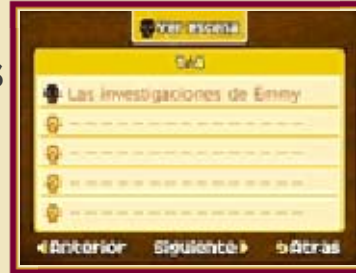 S
Ver escena
Las investigaciones de Emmy
Anterior Siguiente Atrás